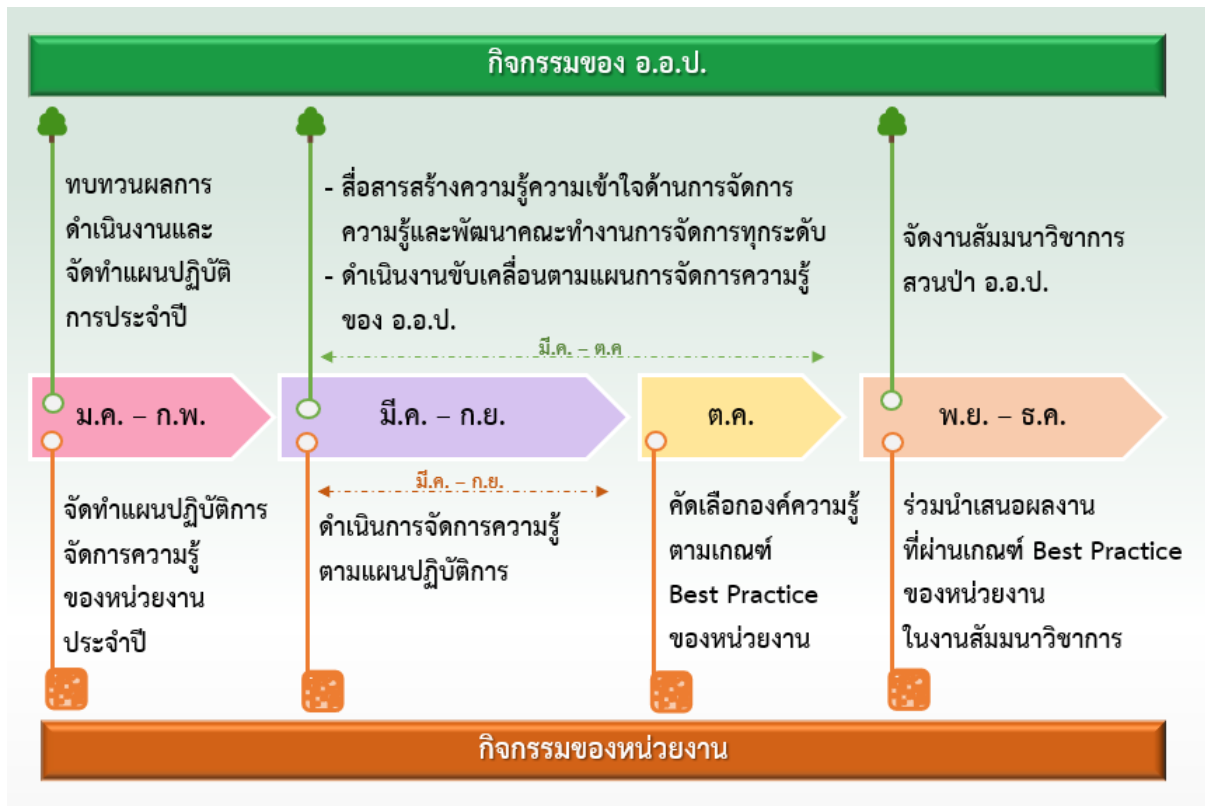 กิจกรรมของ อ.อ.ป.
ทบทวนผลการ
ดำเนินงานและ
จัดทำแผนปฏิบัติ
การประจำปี
- สื่อสารสร้างความรู้ความเข้าใจด้านการจัดการ
ความรู้และพัฒนาคณะทำงานการจัดการทุกระดับ
- ดำเนินงานขับเคลื่อนตามแผนการจัดการความรู้
ของ อ.อ.ป.
จัดงานสัมมนาวิชาการ
สวนป่า อ.อ.ป.
มี.ค. – ต.ค
ม.ค. – ก.พ.
มี.ค. – ก.ย.
ต.ค.
พ.ย. – ธ.ค.
มี.ค. – ก.ย.
จัดทำแผนปฏิบัติการ
จัดการความรู้
ของหน่วยงาน
ประจำปี
ดำเนินการจัดการความรู้
ตามแผนปฏิบัติการ
คัดเลือกองค์ความรู้
ตามเกณฑ์
Best Practice
ของหน่วยงาน
ร่วมนำเสนอผลงาน
ที่ผ่านเกณฑ์ Best Practice
ของหน่วยงาน
ในงานสัมมนาวิชาการ
กิจกรรมของหน่วยงาน